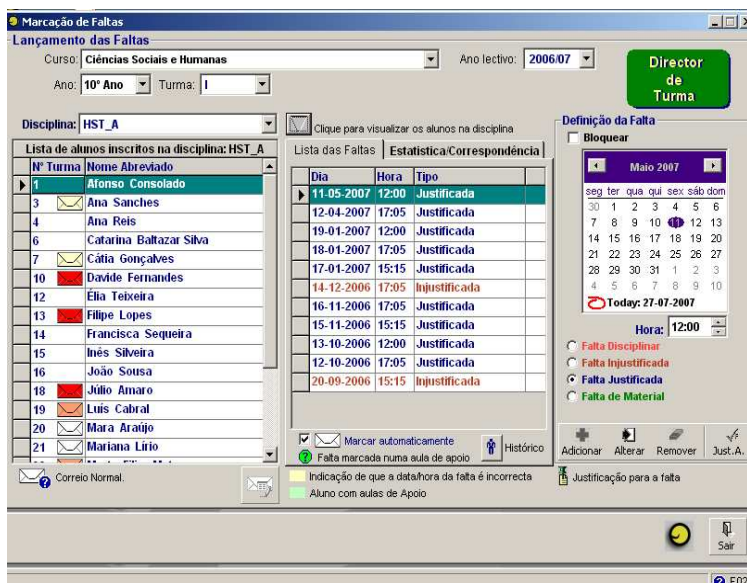 Marcação de Faltas
Lançamento das Faltas
Curso: Ciências Sociais e Humanas
Ano lectivo: 2006/07
Ano: 10º Ano
Turma: I
Director
de
Turma
Disciplina: HST_A
Clique para visualizar os alunos na disciplina
Lista de alunos inscritos na disciplina: HST_A
Nº Turma Nome Abreviado
1 Afonso Consolado
3 Ana Sanches
4 Ana Reis
6 Catarina Baltazar Silva
7 Cátia Gonçalves
10 Davide Fernandes
12 Élia Teixeira
13 Filipe Lopes
14 Francisca Sequeira
15 Inês Silveira
16 João Sousa
18 Júlio Amaro
19 Luís Cabral
20 Mara Araújo
21 Mariana Lírio
Correio Normal.
Lista das Faltas
Estatistica/Correspondência
Dia Hora Tipo
11-05-2007 12:00 Justificada
12-04-2007 17:05 Justificada
19-01-2007 12:00 Justificada
18-01-2007 17:05 Justificada
17-01-2007 15:15 Justificada
14-12-2006 17:05 Injustificada
16-11-2006 17:05 Justificada
15-11-2006 15:15 Justificada
13-10-2006 12:00 Justificada
12-10-2006 17:05 Justificada
20-09-2006 15:15 Injustificada
Marcar automaticamente
Falta marcada numa aula de apoio
Histórico
Indicação de que a data/hora da falta é incorrecta
Aluno com aulas de Apoio
Definição da Falta
Bloquear
Maio 2007
seg ter qua qui sex sáb dom
30 1 2 3 4 5 6
7 8 9 10 11 12 13
14 15 16 17 18 19 20
21 22 23 24 25 26 27
28 29 30 31 1 2 3
4 5 6 7 8 9 10
Today: 27-07-2007
Hora: 12:00
Falta Disciplinar
Falta Injustificada
Falta Justificada
Falta de Material
Adicionar Alterar Remover Just.A.
Justificação para a falta
Sair